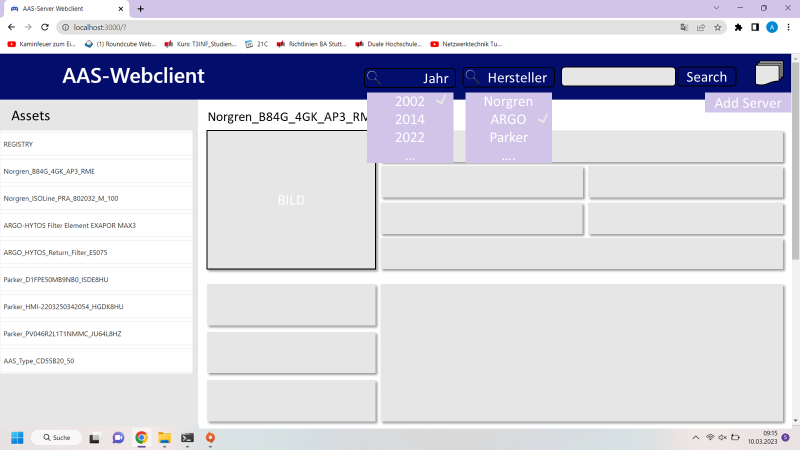 AAS-Server Webclient
localhost:3000/?
Kaminfeuer zum Ei...
(1) Roundcube Web...
Kurs: T3INF_Studien...
21C
Richtlinien BA Stutt...
Duale Hochschule...
Netzwerktechnik Tu...
A
AAS-Webclient
Jahr
Hersteller
Search
2002
2014
2022
...
Norgren
ARGO
Parker
....
Add Server
Assets
REGISTRY
Norgren_B84G_4GK_AP3_RME
Norgren_ISOLine_PRA_802032_M_100
ARGO-HYTOS Filter Element EXAPOR MAX3
ARGO_HYTOS_Return_Filter_ES075
Parker_D1FPE50MB9NB0_ISDE8HU
Parker_HMI-2203250342054_HGDK8HU
Parker_PV046R2L1T1NMMC_JU64L8HZ
AAS_Type_CD55B20_50
Norgren_B84G_4GK_AP3_RM
BILD
Suche
09:15
10.03.2023
5